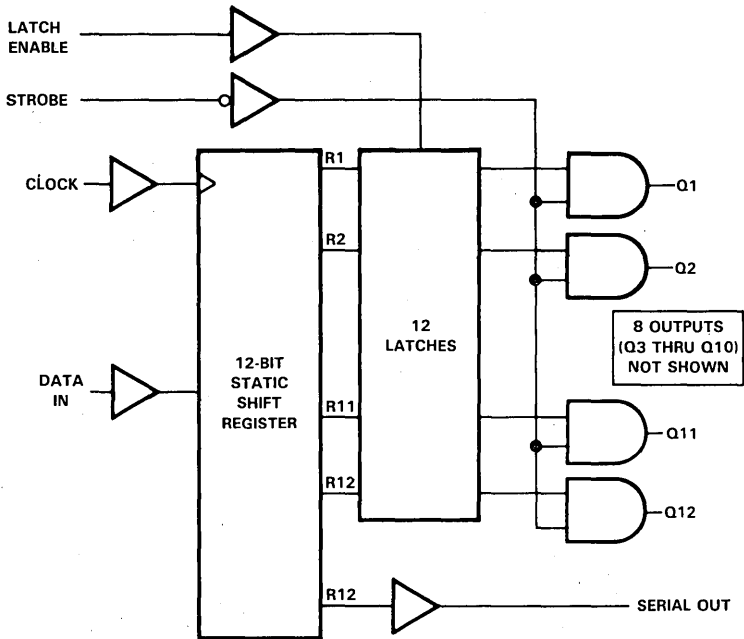 LATCH
ENABLE
STROBE
CLOCK
DATA
IN
12-BIT
STATIC
SHIFT
REGISTER
R1
R2
R11
R12
R12
12
LATCHES
Q1
Q2
8 OUTPUTS
(Q3 THRU Q10)
NOT SHOWN
Q11
Q12
SERIAL OUT